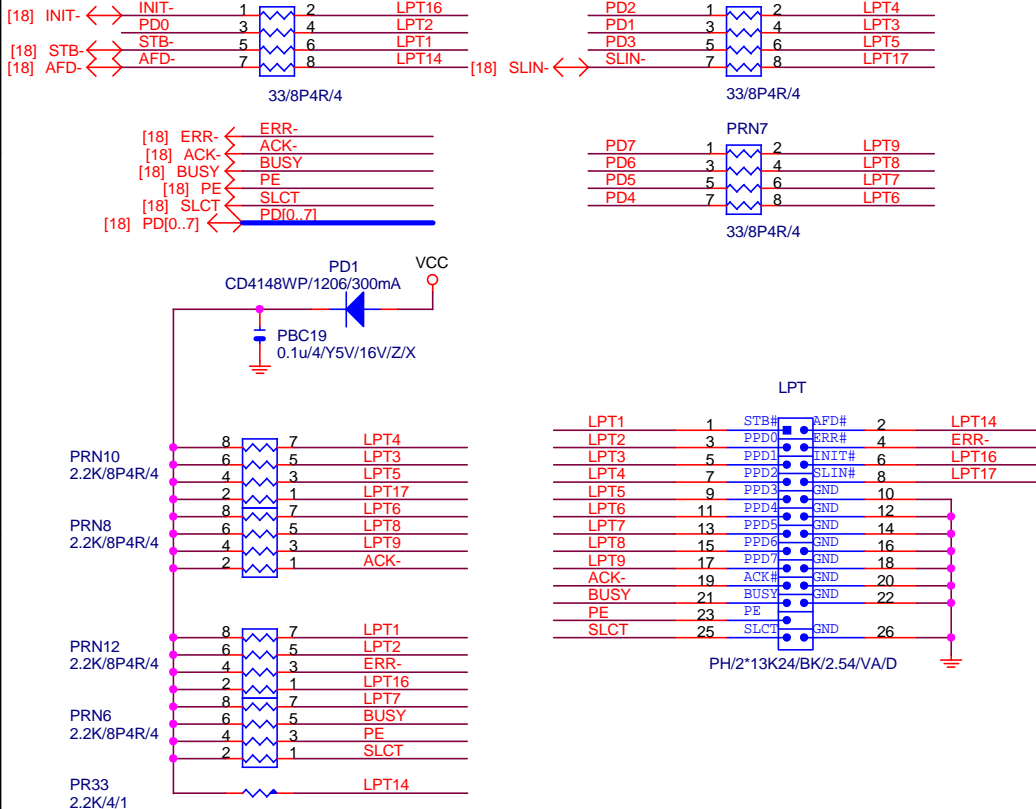 [18] INIT- INIT- 1 2 LPT16
PD0 3 4 LPT2
[18] STB- STB- 5 6 LPT1
[18] AFD- AFD- 7 8 LPT14
33/8P4R/4
PD2 1 2 LPT4
PD1 3 4 LPT3
PD3 5 6 LPT5
[18] SLIN- SLIN- 7 8 LPT17
33/8P4R/4
[18] ERR- ERR-
[18] ACK- ACK-
[18] BUSY BUSY
[18] PE PE
[18] SLCT SLCT
[18] PD[0..7] PD[0..7]
PRN7
PD7 1 2 LPT9
PD6 3 4 LPT8
PD5 5 6 LPT7
PD4 7 8 LPT6
33/8P4R/4
PD1
CD4148WP/1206/300mA
VCC
PBC19
0.1u/4/Y5V/16V/Z/X
PRN10
2.2K/8P4R/4
8 7 LPT4
6 5 LPT3
4 3 LPT5
2 1 LPT17
PRN8
2.2K/8P4R/4
8 7 LPT6
6 5 LPT8
4 3 LPT9
2 1 ACK-
PRN12
2.2K/8P4R/4
8 7 LPT1
6 5 LPT2
4 3 ERR-
2 1 LPT16
PRN6
2.2K/8P4R/4
8 7 LPT7
6 5 BUSY
4 3 PE
2 1 SLCT
PR33
2.2K/4/1
LPT14
LPT
LPT1 1 STB# AFD# 2 LPT14
LPT2 3 PPD0 ERR# 4 ERR-
LPT3 5 PPD1 INIT# 6 LPT16
LPT4 7 PPD2 SLIN# 8 LPT17
LPT5 9 PPD3 GND 10
LPT6 11 PPD4 GND 12
LPT7 13 PPD5 GND 14
LPT8 15 PPD6 GND 16
LPT9 17 PPD7 GND 18
ACK- 19 ACK# GND 20
BUSY 21 BUSY GND 22
PE 23 PE
SLCT 25 SLCT GND 26
PH/2*13K24/BK/2.54/VA/D